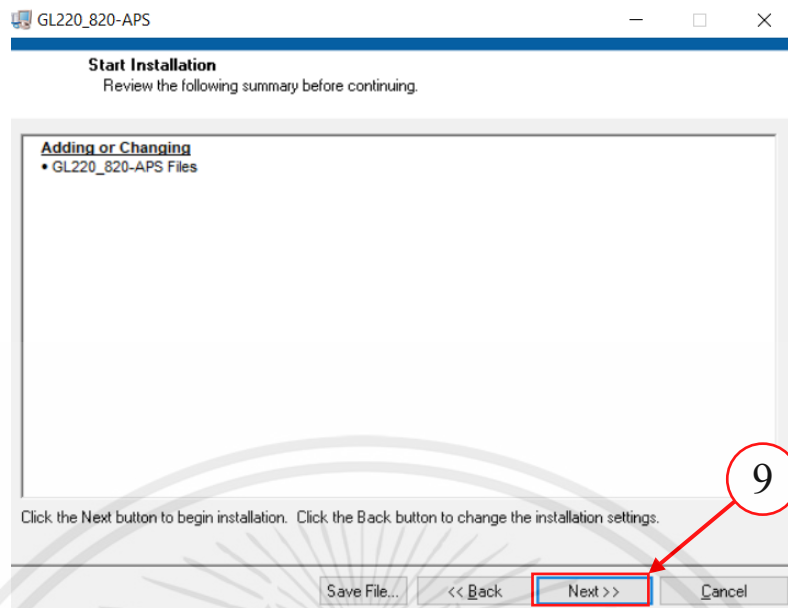 GL220_820-APS
Start Installation
Review the following summary before continuing.
Adding or Changing
• GL220_820-APS Files
9
Click the Next button to begin installation. Click the Back button to change the installation settings.
Save File... << Back Next >> Cancel